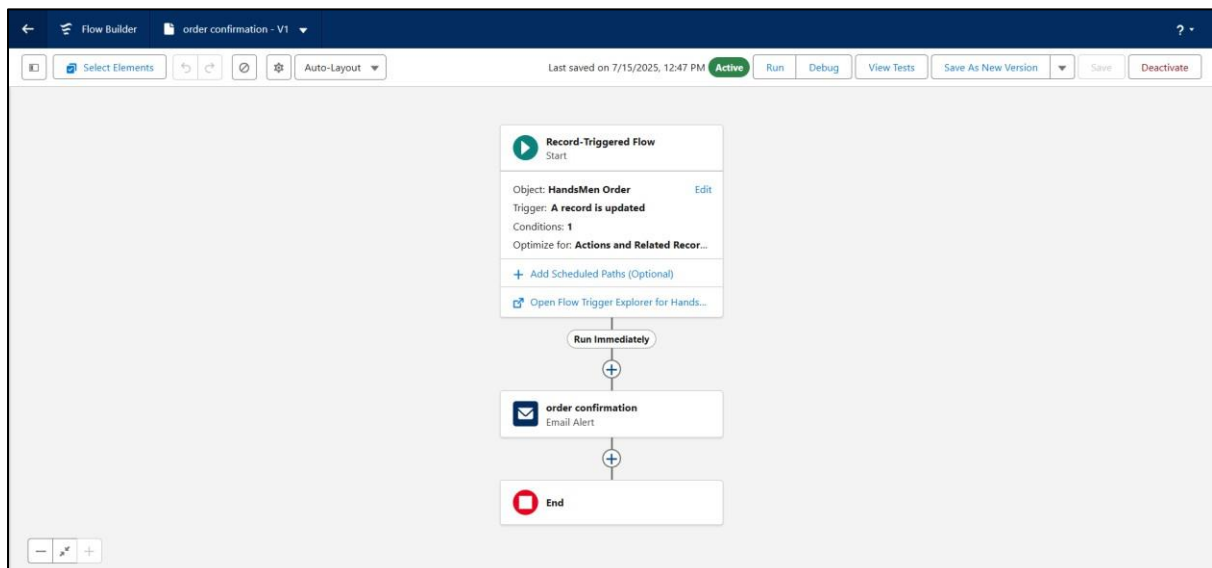 Flow Builder
order confirmation - V1
?
Select Elements
Auto-Layout
Last saved on 7/15/2025, 12:47 PM
Active
Run
Debug
View Tests
Save As New Version
Save
Deactivate
Record-Triggered Flow
Start
Object: HandsMen Order
Edit
Trigger: A record is updated
Conditions: 1
Optimize for: Actions and Related Recor...
+ Add Scheduled Paths (Optional)
Open Flow Trigger Explorer for Hands...
Run Immediately
order confirmation
Email Alert
End